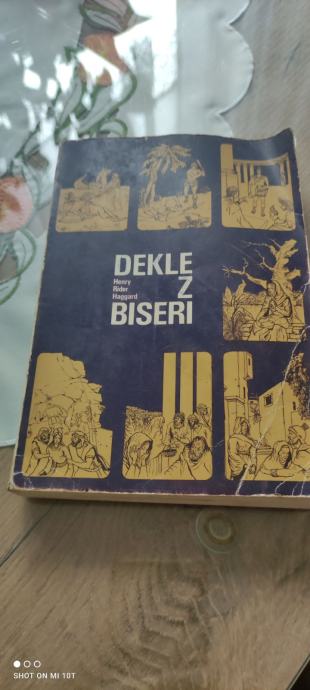 DEKLE
Henry
Rider
Haggard
Z
BISERI
SHOT ON MI 10T